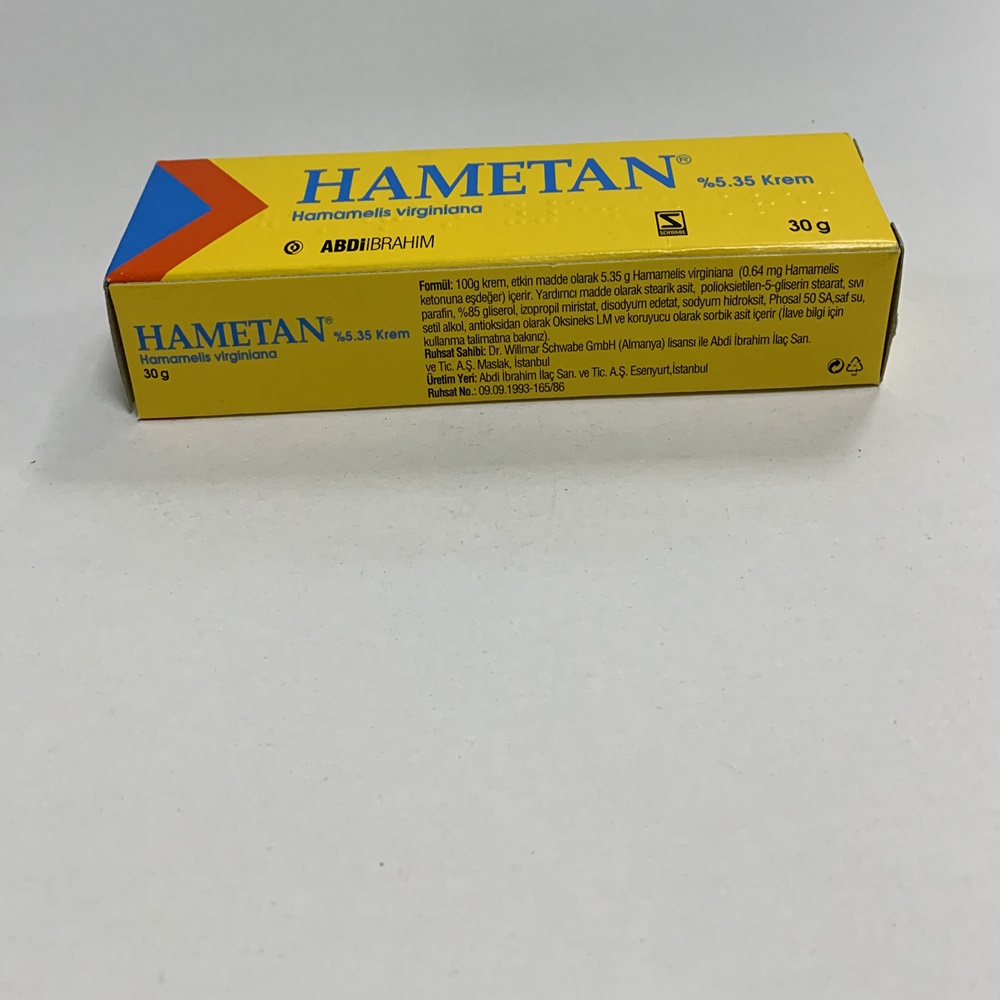 HAMETAN® %5.35 Krem
Hamamelis virginiana
ABDİİBRAHİM
SCHWABE
30 g
HAMETAN® %5.35 Krem
Hamamelis virginiana
30 g
Formül: 100g krem, etkin madde olarak 5.35 g Hamamelis virginiana (0.64 mg Hamamelis
ketonuna eşdeğer) içerir. Yardımcı madde olarak stearik asit, polioksietilen-5-gliserin stearat, sıvı
parafin, %85 gliserol, izopropil miristat, disodyum edetat, sodyum hidroksit, Phosal 50 SA,saf su,
setil alkol, antioksidan olarak Oksineks LM ve koruyucu olarak sorbik asit içerir (İlave bilgi için
kullanma talimatına bakınız).
Ruhsat Sahibi: Dr. Willmar Schwabe GmbH (Almanya) lisansı ile Abdi İbrahim İlaç San.
ve Tic. A.Ş. Maslak, İstanbul
Üretim Yeri: Abdi İbrahim İlaç San. ve Tic. A.Ş. Esenyurt,İstanbul
Ruhsat No.: 09.09.1993-165/86